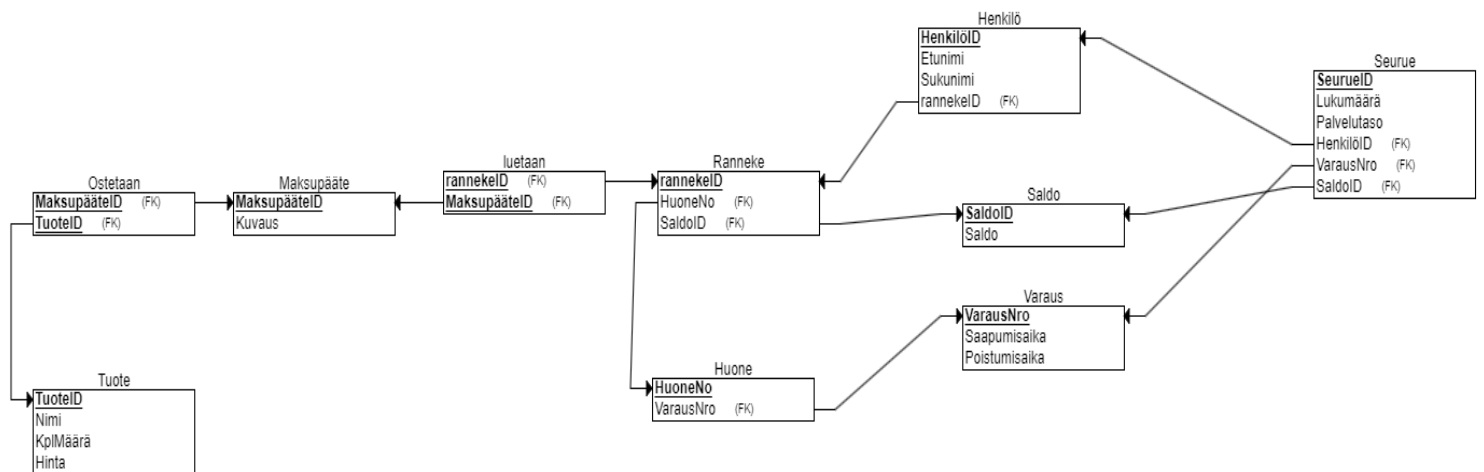 Henkilö
HenkilöID
Etunimi
Sukunimi
rannekeID (FK)
Seurue
SeurueID
Lukumäärä
Palvelutaso
HenkilöID (FK)
VarausNro (FK)
SaldoID (FK)
Ostetaan
MaksupääteID (FK)
TuoteID (FK)
Maksupääte
MaksupääteID
Kuvaus
luetaan
rannekeID (FK)
MaksupääteID (FK)
Ranneke
rannekeID
HuoneNo (FK)
SaldoID (FK)
Saldo
SaldoID
Saldo
Varaus
VarausNro
Saapumisaika
Poistumisaika
Huone
HuoneNo
VarausNro (FK)
Tuote
TuoteID
Nimi
KplMäärä
Hinta